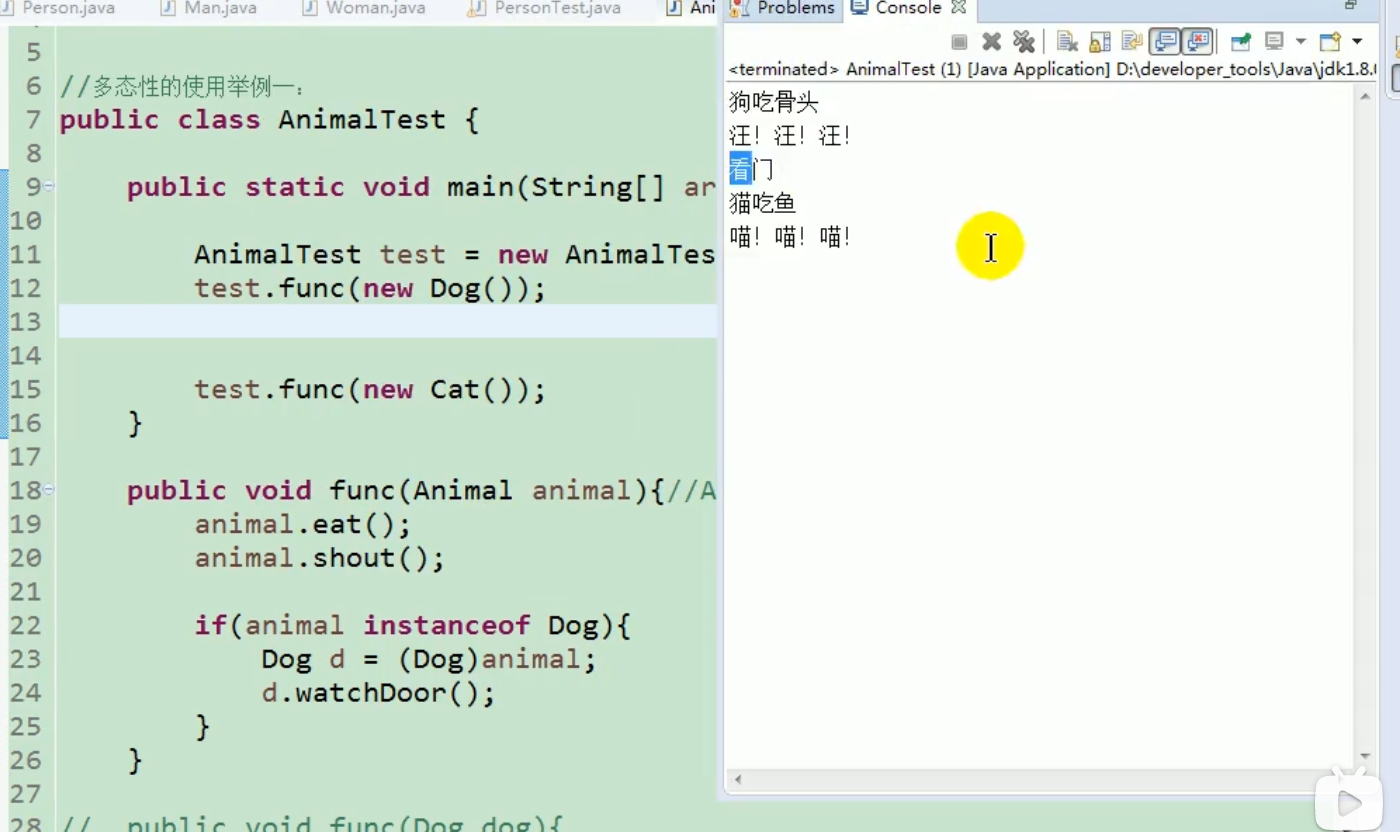 Person.java Man.java Woman.java PersonTest.java Ani
5
6 //多态性的使用举例一：
7 public class AnimalTest {
8
9 public static void main(String[] ar
10
11 AnimalTest test = new AnimalTes
12 test.func(new Dog());
13
14
15 test.func(new Cat());
16 }
17
18 public void func(Animal animal){//A
19 animal.eat();
20 animal.shout();
21
22 if(animal instanceof Dog){
23 Dog d = (Dog)animal;
24 d.watchDoor();
25 }
26 }
27
28 // public void func(Dog dog){
Problems Console
<terminated> AnimalTest (1) [Java Application] D:\developer_tools\Java\jdk1.8.
狗吃骨头
汪！汪！汪！
看门
猫吃鱼
喵！喵！喵！